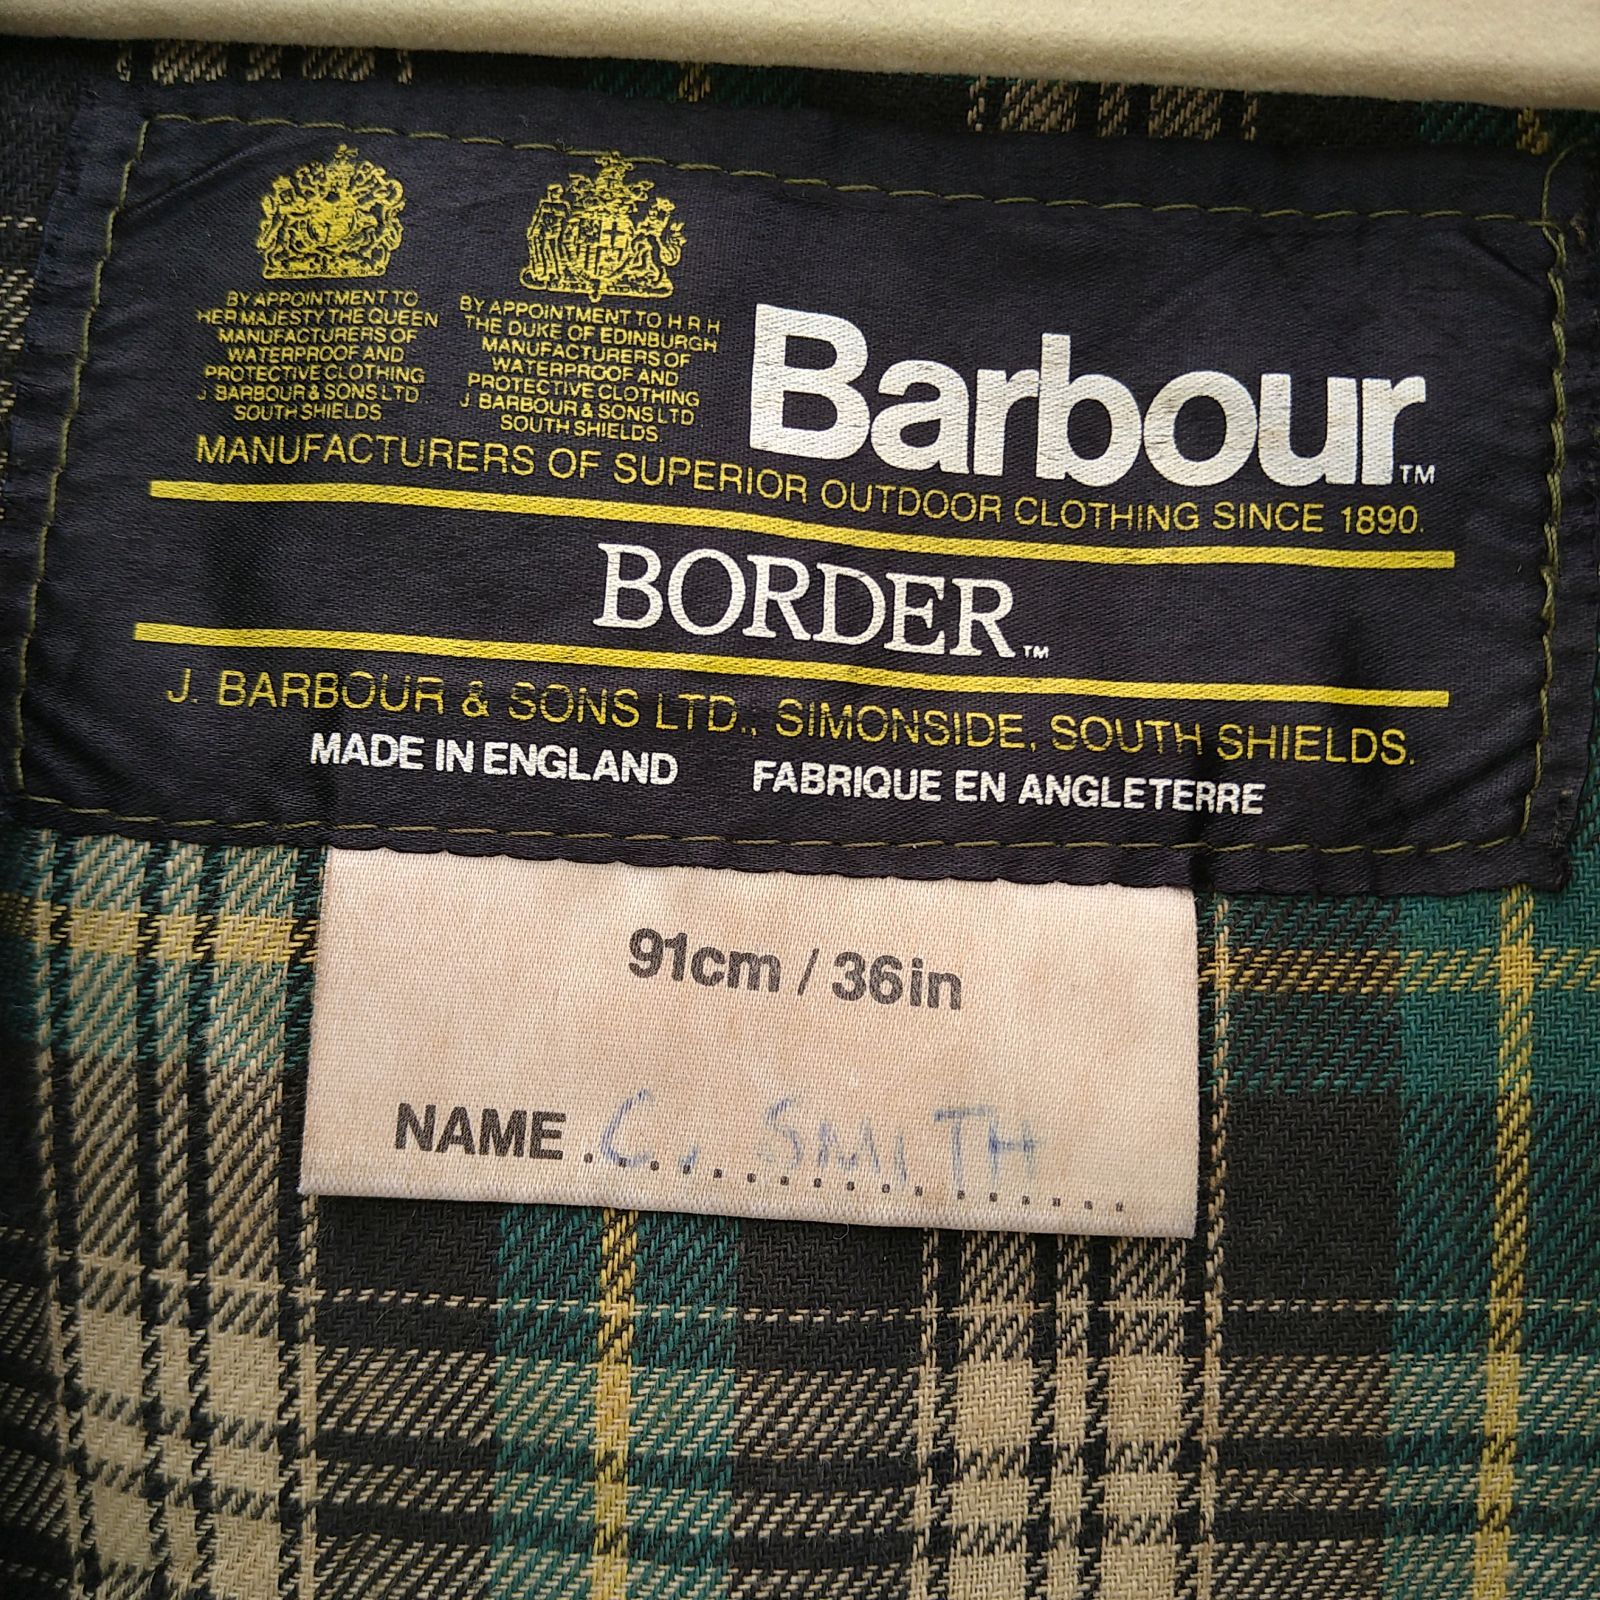 BY APPOINTMENT TO
HER MAJESTY THE QUEEN
MANUFACTURERS OF
WATERPROOF AND
PROTECTIVE CLOTHING
J BARBOUR & SONS LTD.
SOUTH SHIELDS
BY APPOINTMENT TO H R H
THE DUKE OF EDINBURGH
MANUFACTURERS OF
WATERPROOF AND
PROTECTIVE CLOTHING
J BARBOUR & SONS LTD
SOUTH SHIELDS.
Barbour™
MANUFACTURERS OF SUPERIOR OUTDOOR CLOTHING SINCE 1890.
BORDER™
J. BARBOUR & SONS LTD., SIMONSIDE, SOUTH SHIELDS.
MADE IN ENGLAND FABRIQUE EN ANGLETERRE
91cm / 36in
NAME C. SMITH